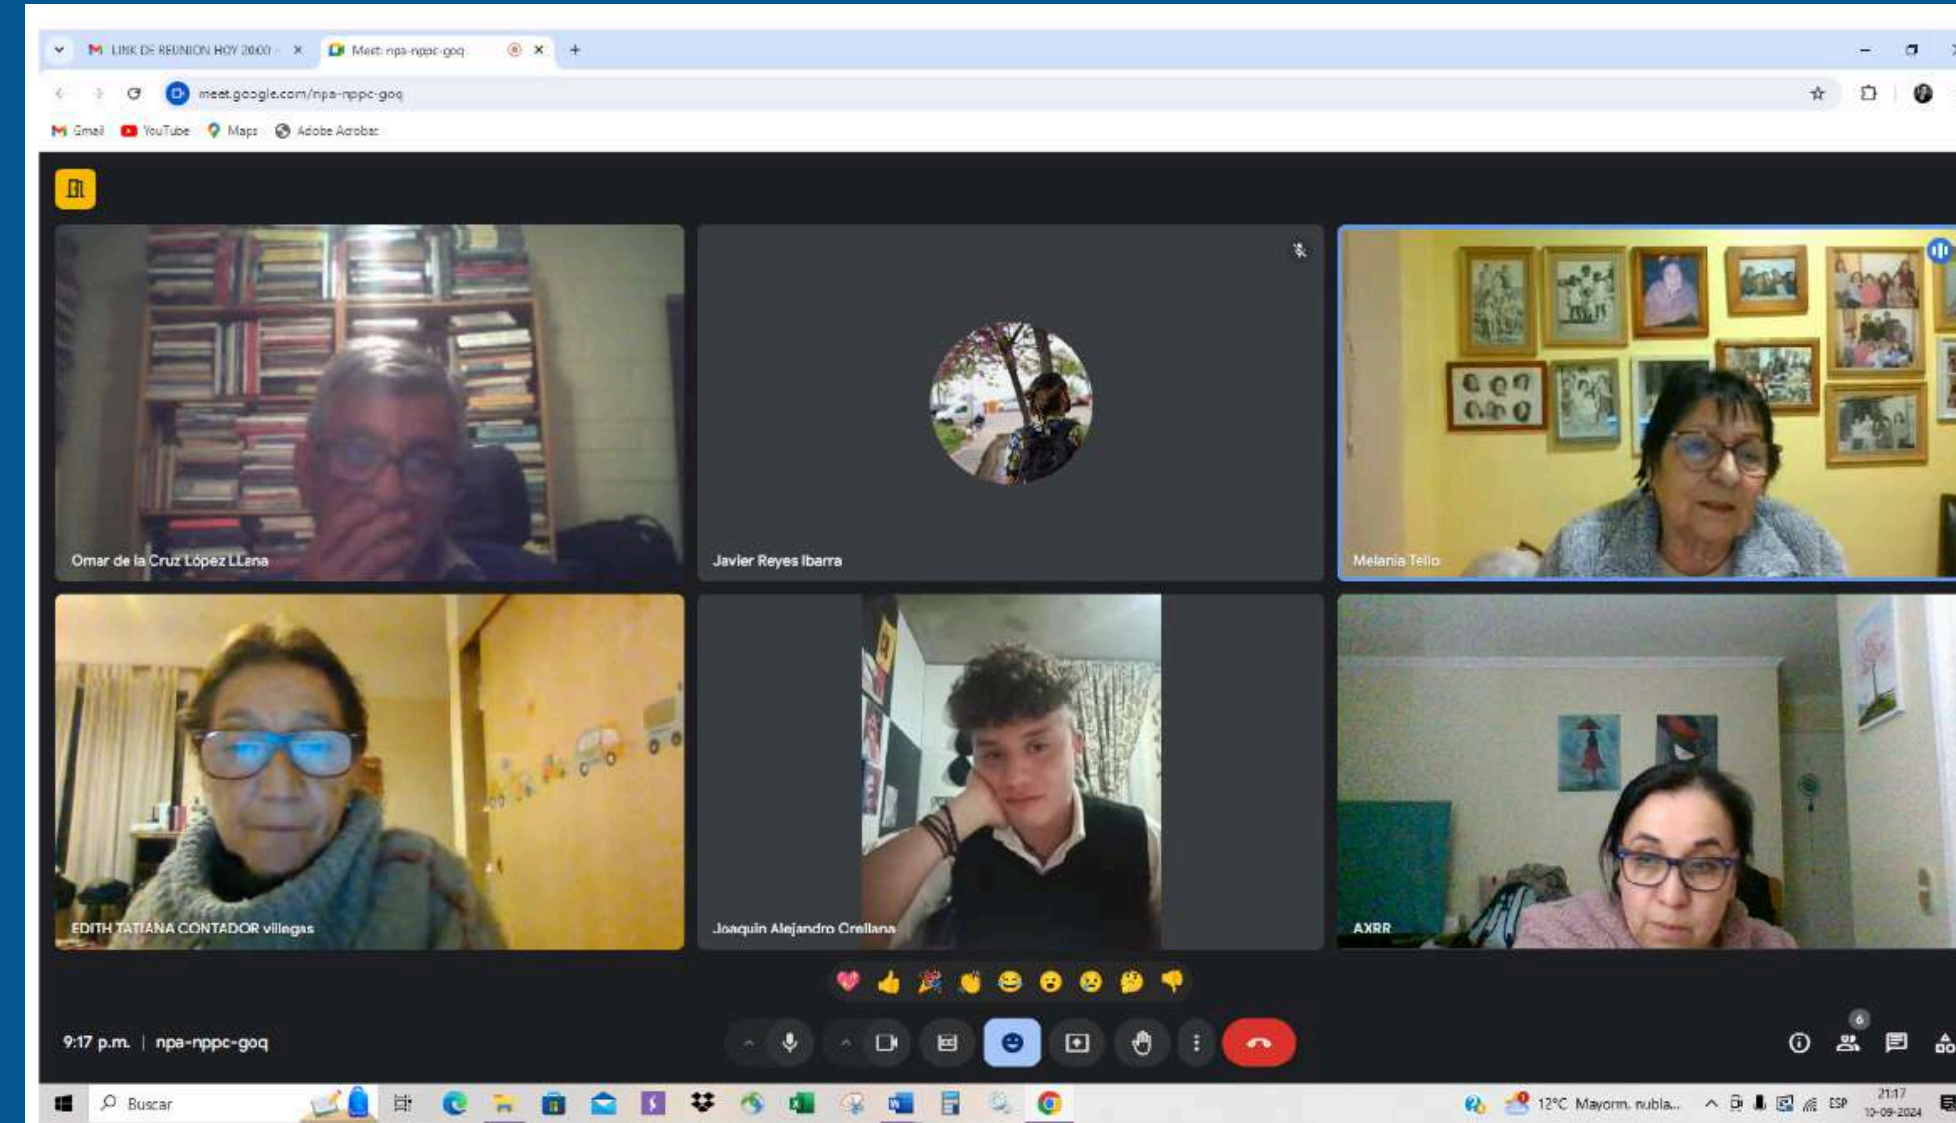 LINK DE REUNION HOY 20:00
Meet: npa-nppc-goq
meet.google.com/npa-nppc-goq
Gmail
YouTube
Maps
Adobe Acrobat
Omar de la Cruz López LLana
Javier Reyes Ibarra
Melania Tello
EDITH TATIANA CONTADOR villegas
Joaquin Alejandro Orellana
AXRR
9:17 p.m. | npa-nppc-goq
6
Buscar
12°C Mayorm. nubla...
ESP
21:17
10-09-2024